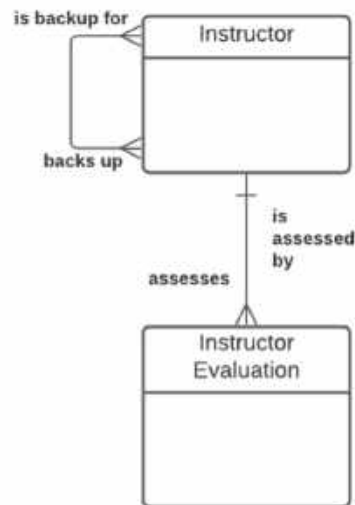 is backup for
Instructor
backs up
is
assessed
by
assesses
Instructor
Evaluation